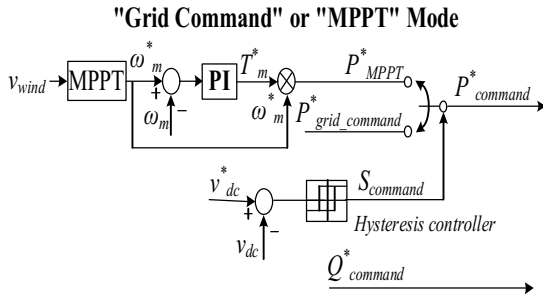 "Grid Command" or "MPPT" Mode
v_wind
MPPT
ω*_m
+
−
ω_m
PI
T*_m
ω*_m
P*_MPPT
P*_grid_command
P*_command
v*_dc
+
−
v_dc
S_command
Hysteresis controller
Q*_command